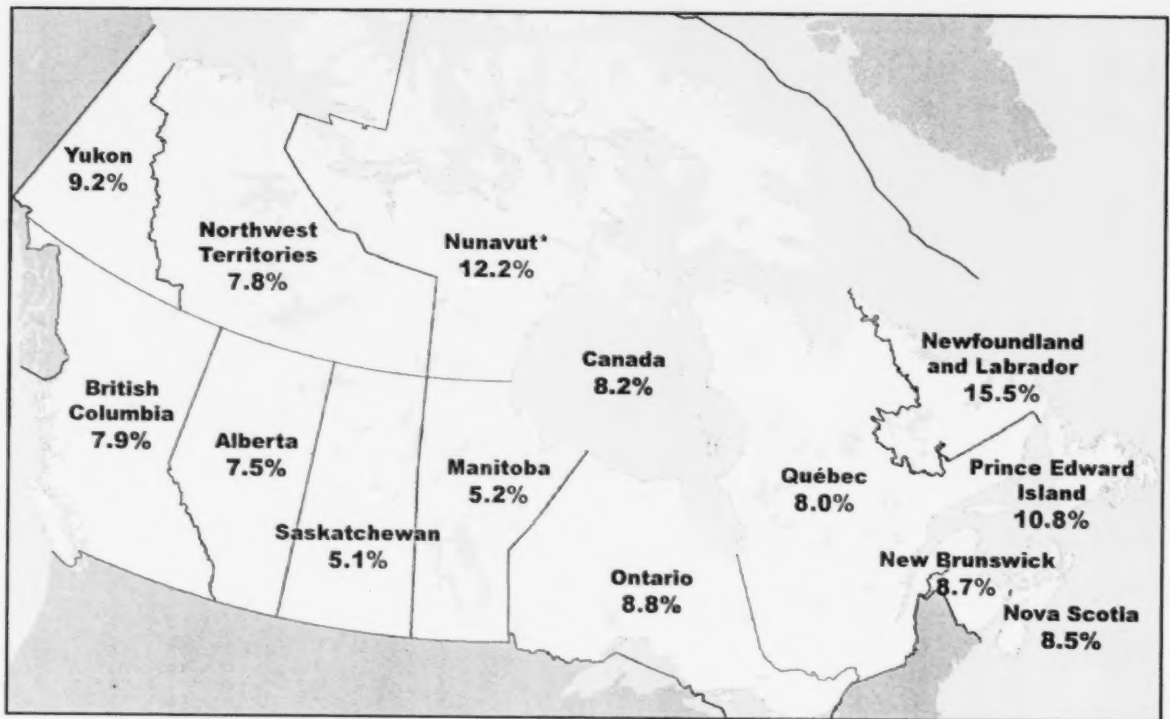 Yukon
9.2%
Northwest
Territories
7.8%
Nunavut*
12.2%
Canada
8.2%
Newfoundland
and Labrador
15.5%
British
Columbia
7.9%
Alberta
7.5%
Saskatchewan
5.1%
Manitoba
5.2%
Ontario
8.8%
Québec
8.0%
Prince Edward
Island
10.8%
New Brunswick
8.7%
Nova Scotia
8.5%